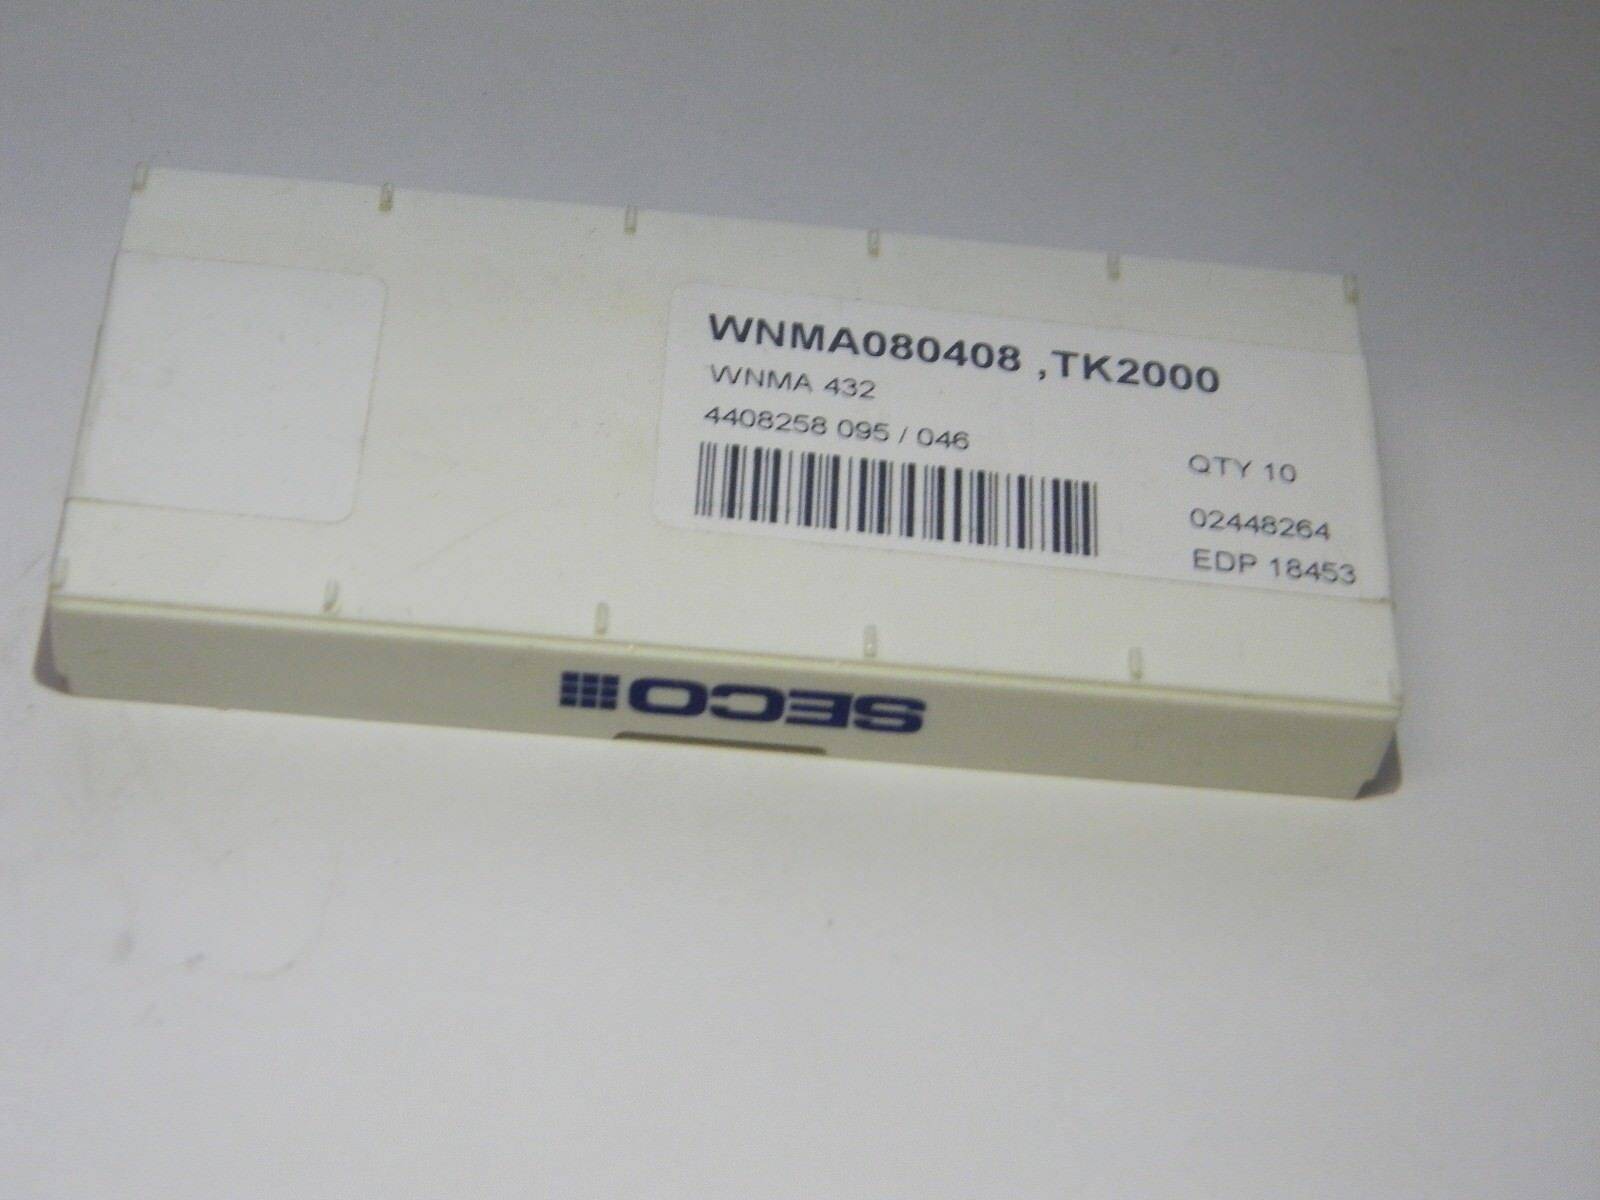 WNMA080408 ,TK2000
WNMA 432
4408258 095 / 046
QTY 10
02448264
EDP 18453
SECO